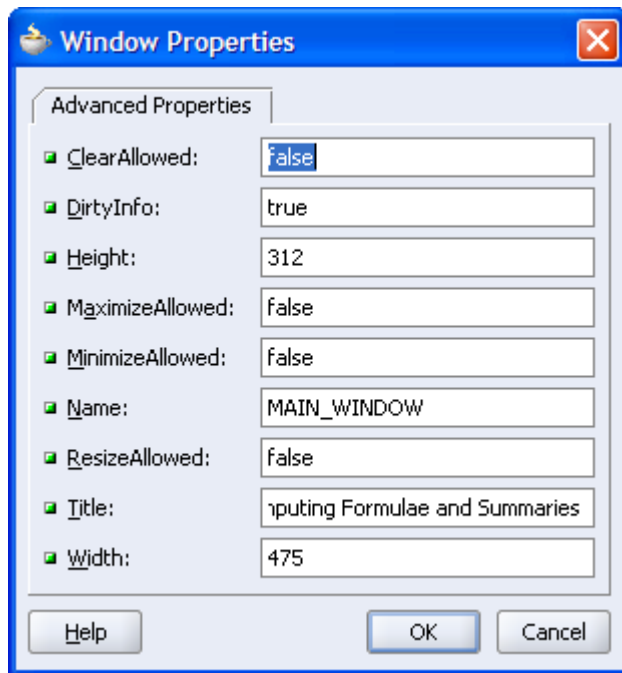 Window Properties
Advanced Properties
ClearAllowed: false
DirtyInfo: true
Height: 312
MaximizeAllowed: false
MinimizeAllowed: false
Name: MAIN_WINDOW
ResizeAllowed: false
Title: Formulae and Summaries
Width: 475
Help OK Cancel